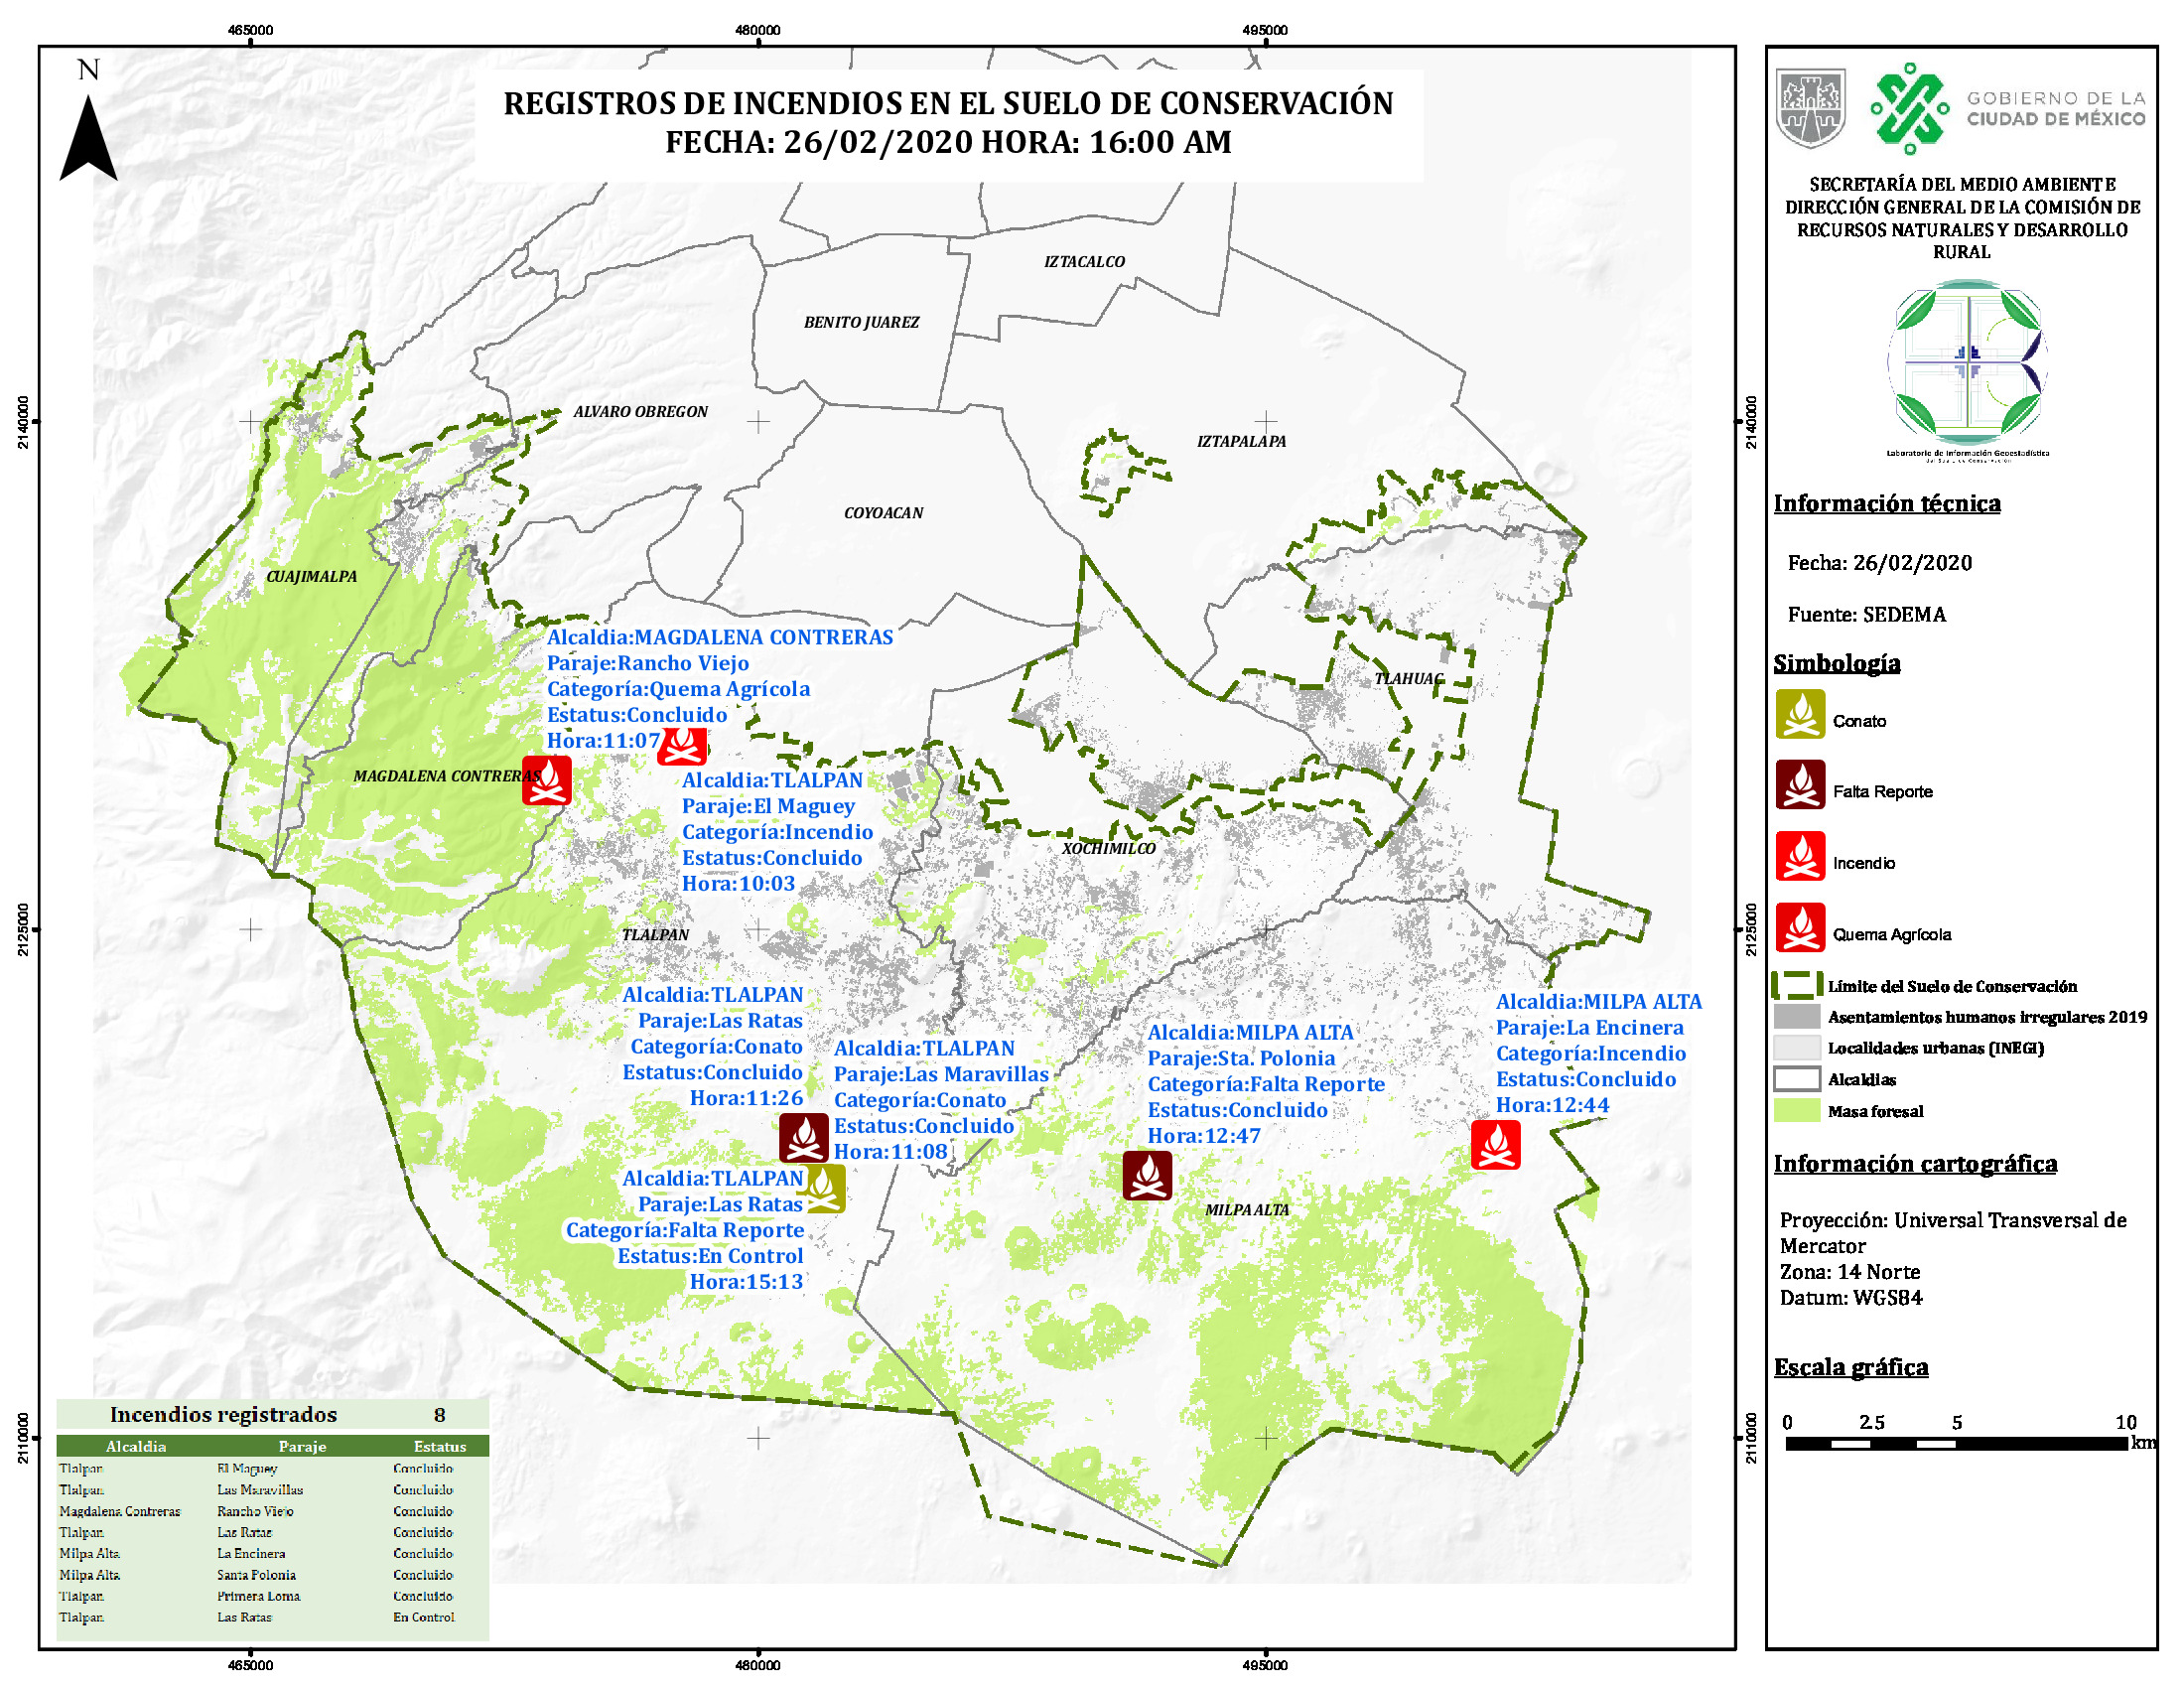 465000
480000
495000
N
REGISTROS DE INCENDIOS EN EL SUELO DE CONSERVACIÓN
FECHA: 26/02/2020 HORA: 16:00 AM
IZTACALCO
BENITO JUAREZ
ALVARO OBREGON
IZTAPALAPA
COYOACAN
CUAJIMALPA
TLAHUAC
MAGDALENA CONTRERAS
XOCHIMILCO
TLALPAN
MILPA ALTA
2140000
2125000
2110000
2140000
2125000
2110000
Alcaldia:MAGDALENA CONTRERAS
Paraje:Rancho Viejo
Categoría:Quema Agrícola
Estatus:Concluido
Hora:11:07
Alcaldia:TLALPAN
Paraje:El Maguey
Categoría:Incendio
Estatus:Concluido
Hora:10:03
Alcaldia:TLALPAN
Paraje:Las Ratas
Categoría:Conato
Estatus:Concluido
Hora:11:26
Alcaldia:TLALPAN
Paraje:Las Maravillas
Categoría:Conato
Estatus:Concluido
Hora:11:08
Alcaldia:TLALPAN
Paraje:Las Ratas
Categoría:Falta Reporte
Estatus:En Control
Hora:15:13
Alcaldia:MILPA ALTA
Paraje:Sta. Polonia
Categoría:Falta Reporte
Estatus:Concluido
Hora:12:47
Alcaldia:MILPA ALTA
Paraje:La Encinera
Categoría:Incendio
Estatus:Concluido
Hora:12:44
Incendios registrados 8
Alcaldia Paraje Estatus
Tlalpan El Maguey Concluido
Tlalpan Las Maravillas Concluido
Magdalena Contreras Rancho Viejo Concluido
Tlalpan Las Ratas Concluido
Milpa Alta La Encinera Concluido
Milpa Alta Santa Polonia Concluido
Tlalpan Primera Loma Concluido
Tlalpan Las Ratas En Control
465000
480000
495000
GOBIERNO DE LA
CIUDAD DE MÉXICO
SECRETARÍA DEL MEDIO AMBIENTE
DIRECCIÓN GENERAL DE LA COMISIÓN DE
RECURSOS NATURALES Y DESARROLLO
RURAL
Laboratorio de Información Geoestadística
del Suelo de Conservación
Información técnica
Fecha: 26/02/2020
Fuente: SEDEMA
Simbología
Conato
Falta Reporte
Incendio
Quema Agrícola
Límite del Suelo de Conservación
Asentamientos humanos irregulares 2019
Localidades urbanas (INEGI)
Alcaldías
Masa foresal
Información cartográfica
Proyección: Universal Transversal de
Mercator
Zona: 14 Norte
Datum: WGS84
Escala gráfica
0 2.5 5 10
km